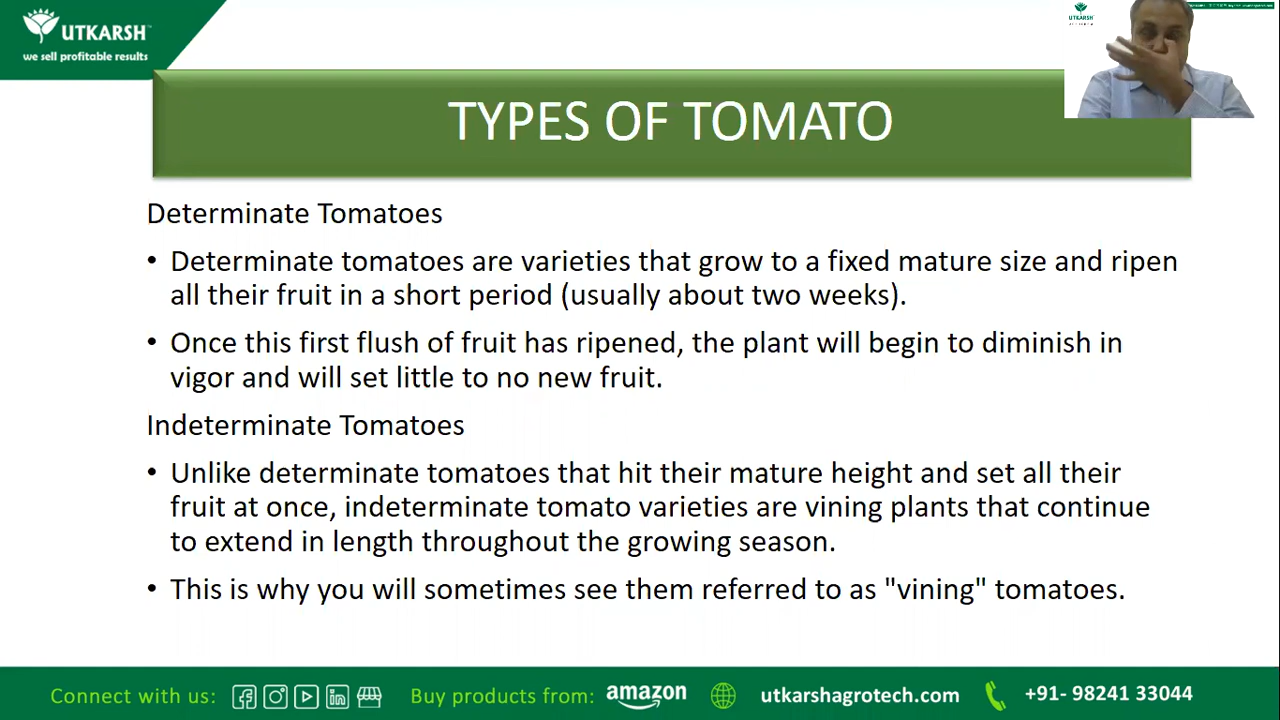 UTKARSH
we sell profitable results
UTKARSH
TYPES OF TOMATO
Determinate Tomatoes
• Determinate tomatoes are varieties that grow to a fixed mature size and ripen
all their fruit in a short period (usually about two weeks).
• Once this first flush of fruit has ripened, the plant will begin to diminish in
vigor and will set little to no new fruit.
Indeterminate Tomatoes
• Unlike determinate tomatoes that hit their mature height and set all their
fruit at once, indeterminate tomato varieties are vining plants that continue
to extend in length throughout the growing season.
• This is why you will sometimes see them referred to as "vining" tomatoes.
Connect with us: Buy products from: amazon utkarshagrotech.com +91- 98241 33044